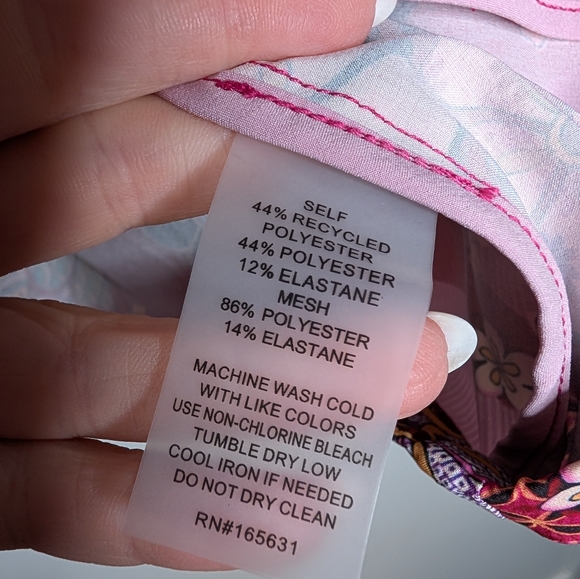 SELF
44% RECYCLED
POLYESTER
44% POLYESTER
12% ELASTANE
MESH
86% POLYESTER
14% ELASTANE
MACHINE WASH COLD
WITH LIKE COLORS
USE NON-CHLORINE BLEACH
TUMBLE DRY LOW
COOL IRON IF NEEDED
DO NOT DRY CLEAN
RN#165631